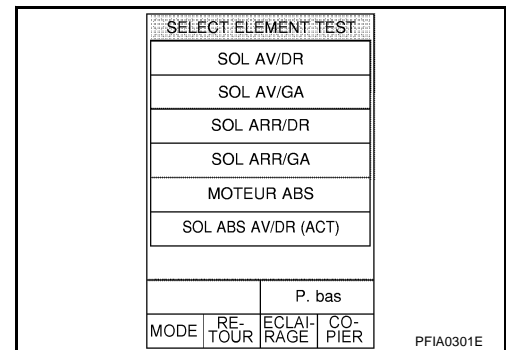 SELECT ELEMENT TEST
SOL AV/DR
SOL AV/GA
SOL ARR/DR
SOL ARR/GA
MOTEUR ABS
SOL ABS AV/DR (ACT)
P. bas
MODE RE- ECLAI- CO-
TOUR RAGE PIER
PFIA0301E